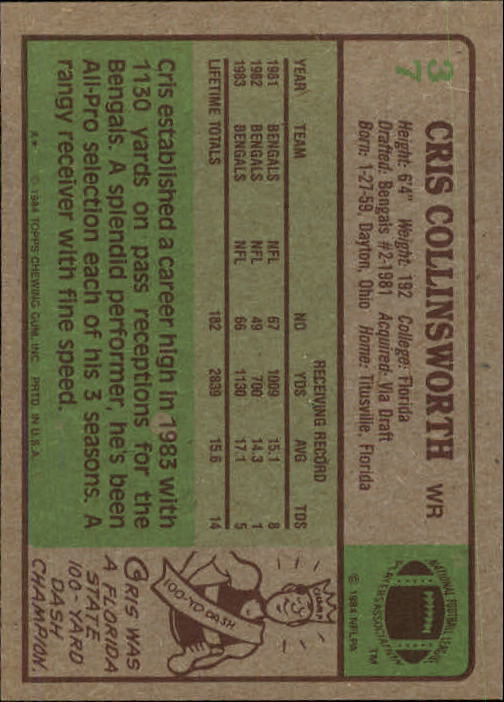 37
CRIS COLLINSWORTH WR
Height: 6'4" Weight: 192 College: Florida
Drafted: Bengals #2-1981 Acquired: Via Draft
Born: 1-27-59, Dayton, Ohio Home: Titusville, Florida
NATIONAL FOOTBALL LEAGUE
PLAYERS ASSOCIATION
TM
© 1984 NFLPA
RECEIVING RECORD
YEAR TEAM NO YDS AVG TDS
1981 BENGALS NFL 67 1009 15.1 8
1982 BENGALS NFL 49 700 14.3 1
1983 BENGALS NFL 66 1130 17.1 5
LIFETIME TOTALS 182 2839 15.6 14
Cris established a career high in 1983 with
1130 yards on pass receptions for the
Bengals. A splendid performer, he's been
All-Pro selection each of his 3 seasons. A
rangy receiver with fine speed.
A* © 1984 TOPPS CHEWING GUM, INC. PRTD. IN U.S.A.
CHAMP
100-YD DASH
CRIS WAS
A FLORIDA
STATE
100-YARD
DASH
CHAMPION.